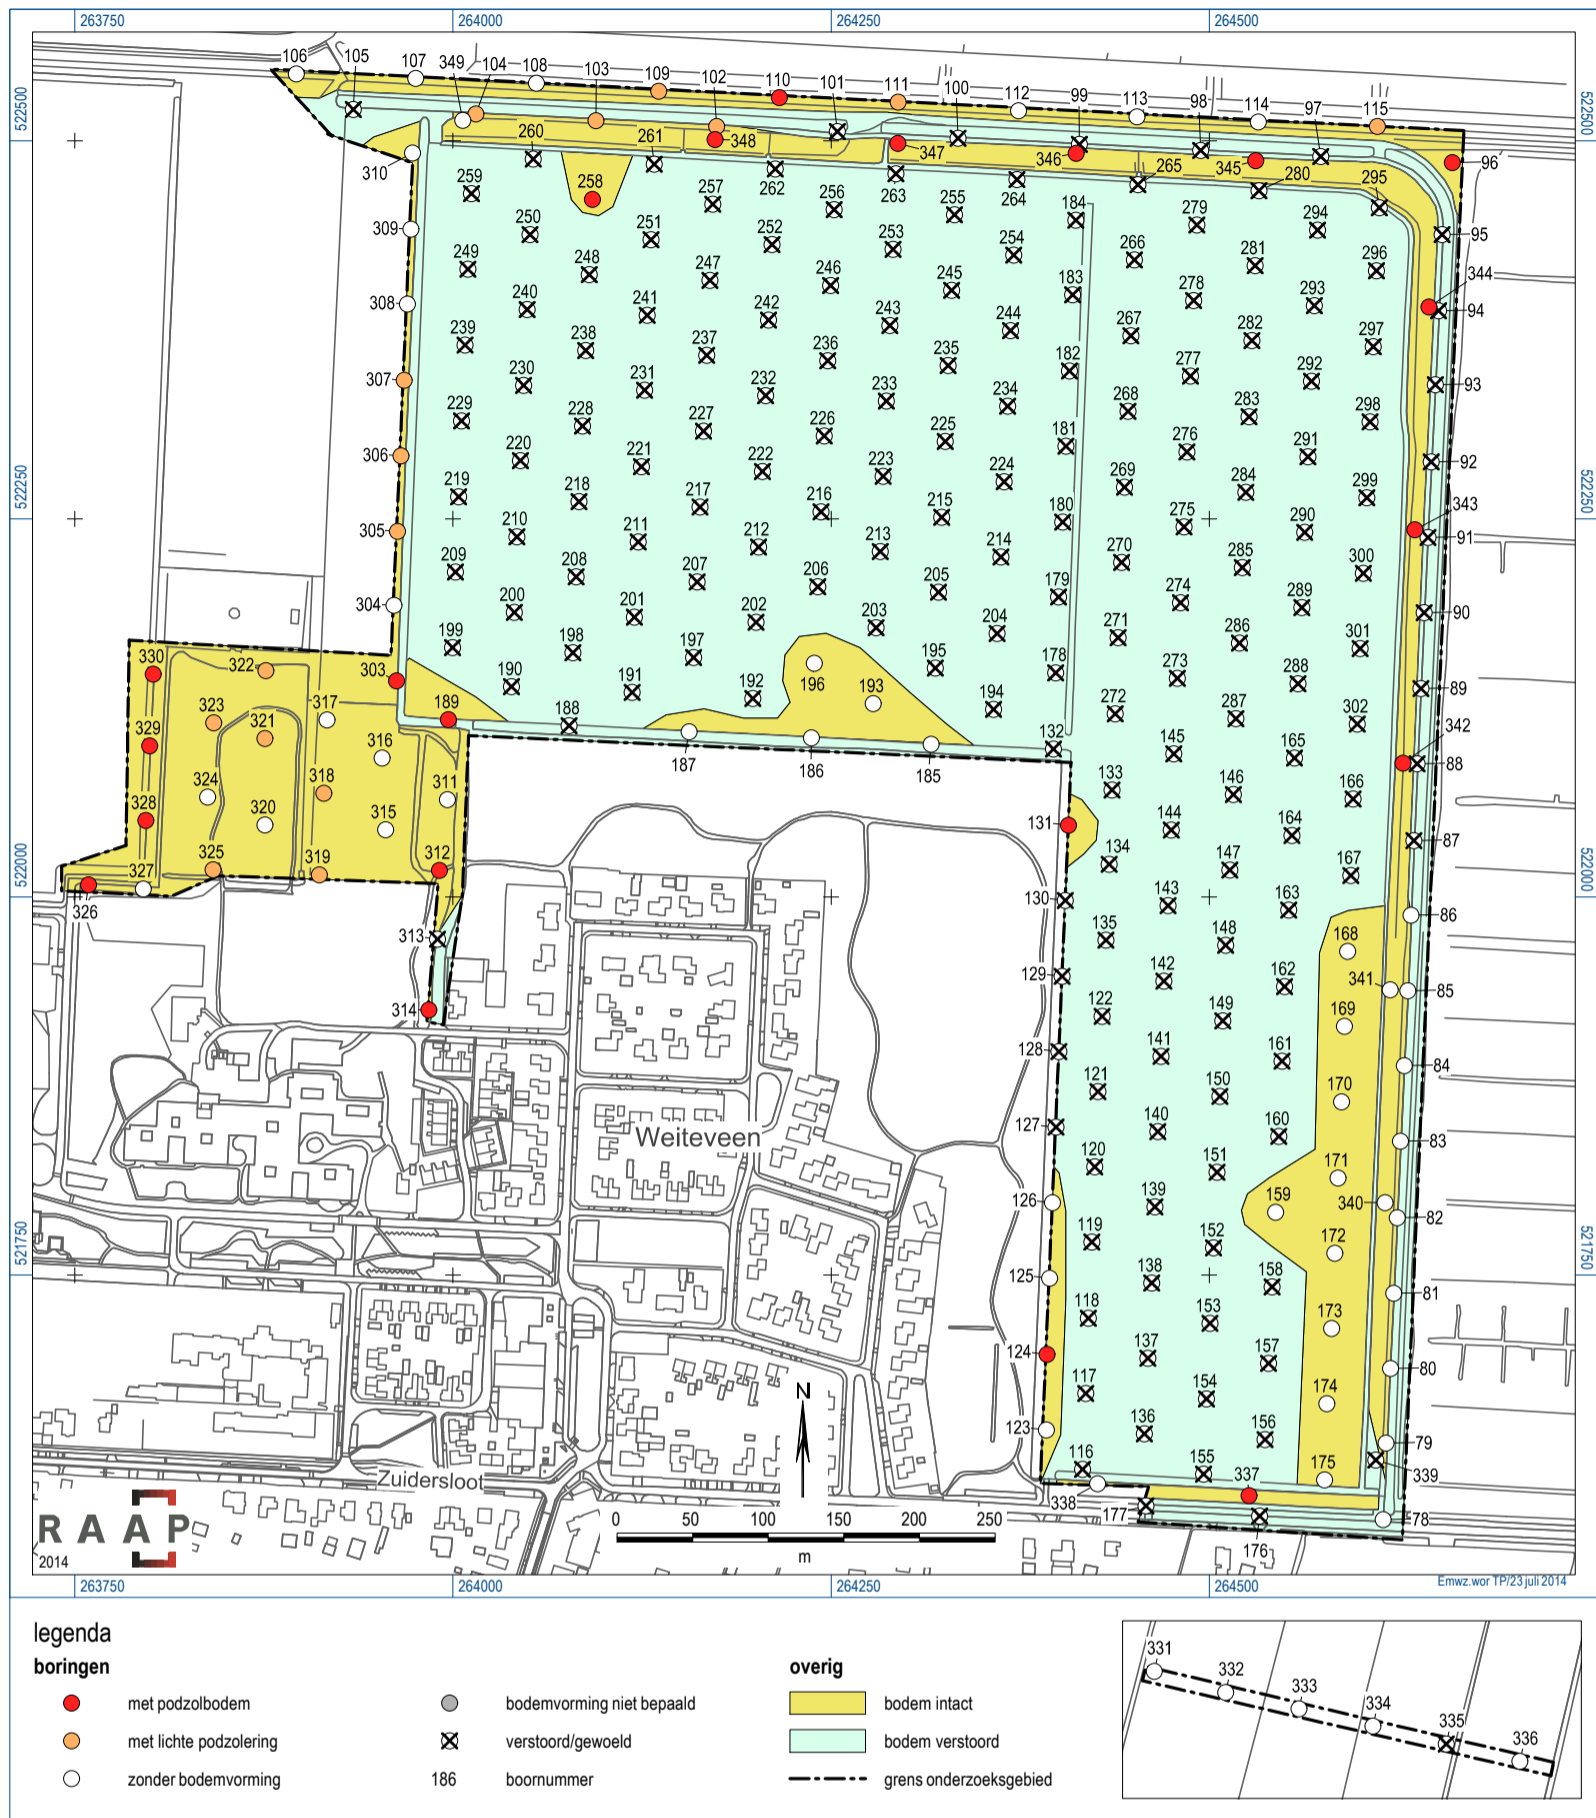 263750 264000 264250 264500
106 105 107 349 104 108 103 109 102 110 101 111 100 112 99 113 98 114 97 115
522500 522500
310 260 261 348 347 346 265 345 280 295 96
259 258 257 262 256 263 255 264 184 279 294 95
309 250 251 252 253 254 266 281 296 344
249 248 247 246 245 183 278 293 94
308 240 241 242 243 244 267 282 297
239 238 237 236 235 182 277 292 93
307 230 231 232 233 234 268 283 298
229 228 227 226 225 181 276 291 92
306 220 221 222 223 224 269 284 299
522250 522250
219 218 217 216 215 180 275 290 343
305 210 211 212 213 214 270 285 300 91
209 208 207 206 205 179 274 289 90
304 200 201 202 203 204 271 286 301
199 198 197 196 195 178 273 288 89
330 322 303 190 191 192 193 194 272 287 302 342
323 321 317 189 188 187 186 185 132 145 165 88
329 316 133 146 166
324 318 311 144 164 87
328 320 315 131 134 147 167
325 319 312 143 163
522000 522000
327 326 130 135 148 168 86
313 129 142 162 341 85
314 122 149 169
128 141 161 84
121 150 170
Weiteveen
127 140 160 83
120 151 171
126 139 159 340 82
521750 521750
119 152 172
125 138 158 81
118 153 173
124 137 157 80
117 154 174
N
123 136 156 79
116 155 337 175 339
Zuidersloot
338 177 176 78
RAAP
2014
0 50 100 150 200 250
m
263750 264000 264250 264500
Emwz.wor TP/23 juli 2014
legenda
boringen
met podzolbodem
met lichte podzolering
zonder bodemvorming
bodemvorming niet bepaald
verstoord/gewoeld
186 boornummer
overig
bodem intact
bodem verstoord
grens onderzoeksgebied
331 332 333 334 335 336